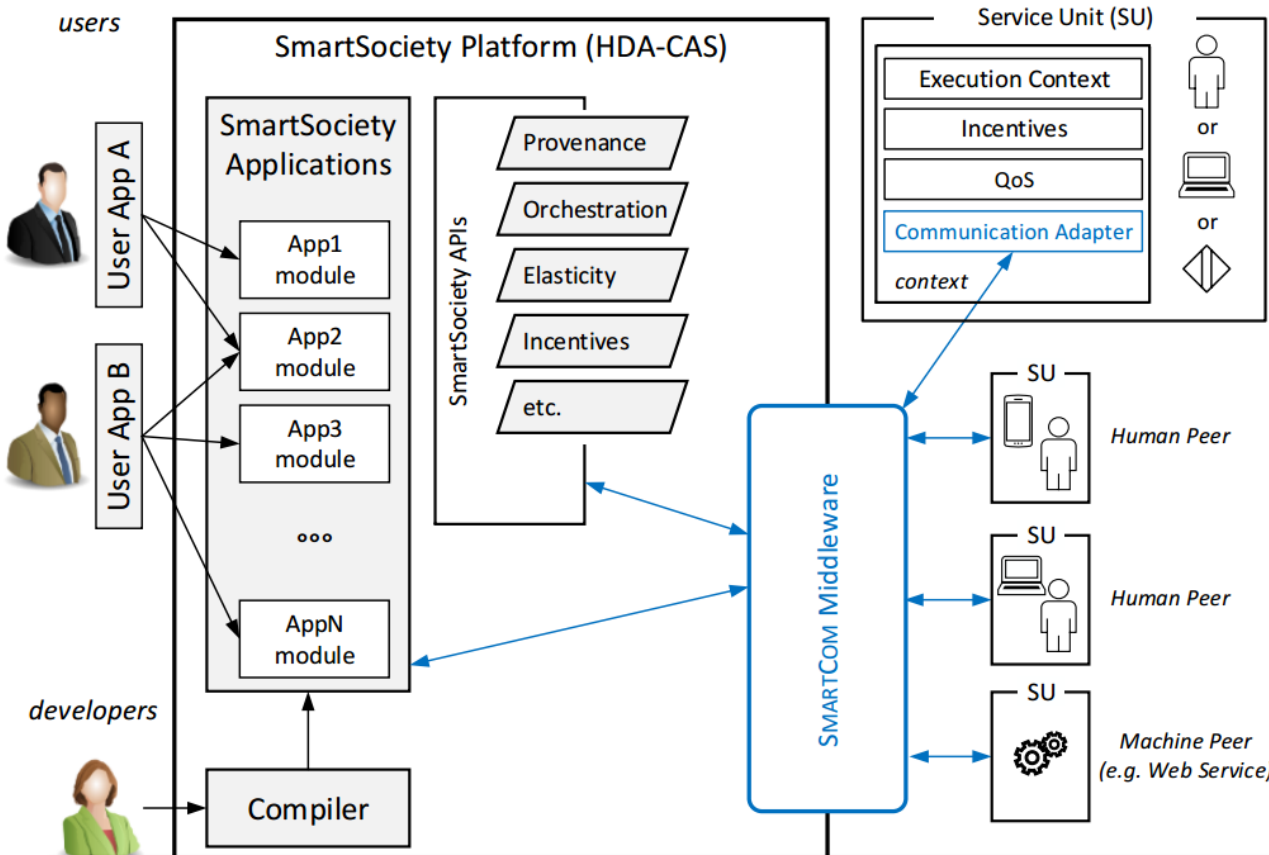 users
SmartSociety Platform (HDA-CAS)
SmartSociety
Applications
User App A
App1
module
App2
module
User App B
App3
module
AppN
module
developers
Compiler
SmartSociety APIs
Provenance
Orchestration
Elasticity
Incentives
etc.
SMARTCOM Middleware
Service Unit (SU)
Execution Context
Incentives
QoS
Communication Adapter
context
or
or
SU
Human Peer
SU
Human Peer
SU
Machine Peer
(e.g. Web Service)